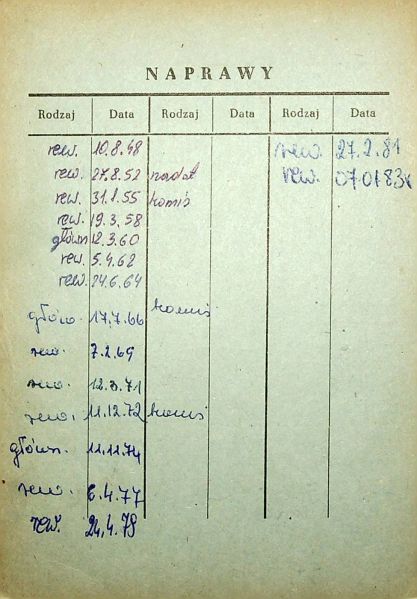 NAPRAWY
Rodzaj Data Rodzaj Data Rodzaj Data
rew. 10.8.48 rew. 27.2.81
rew. 27.8.52 rew. 07.01.83
rew. 31.1.55
rew. 19.3.58
główn 12.3.60
rew. 5.4.62
rew. 24.6.64
główn. 17.7.66
rew. 7.2.69
rew. 12.3.71
rew. 11.12.72
główn. 11.11.74
rew. 6.4.77
rew. 24.4.79